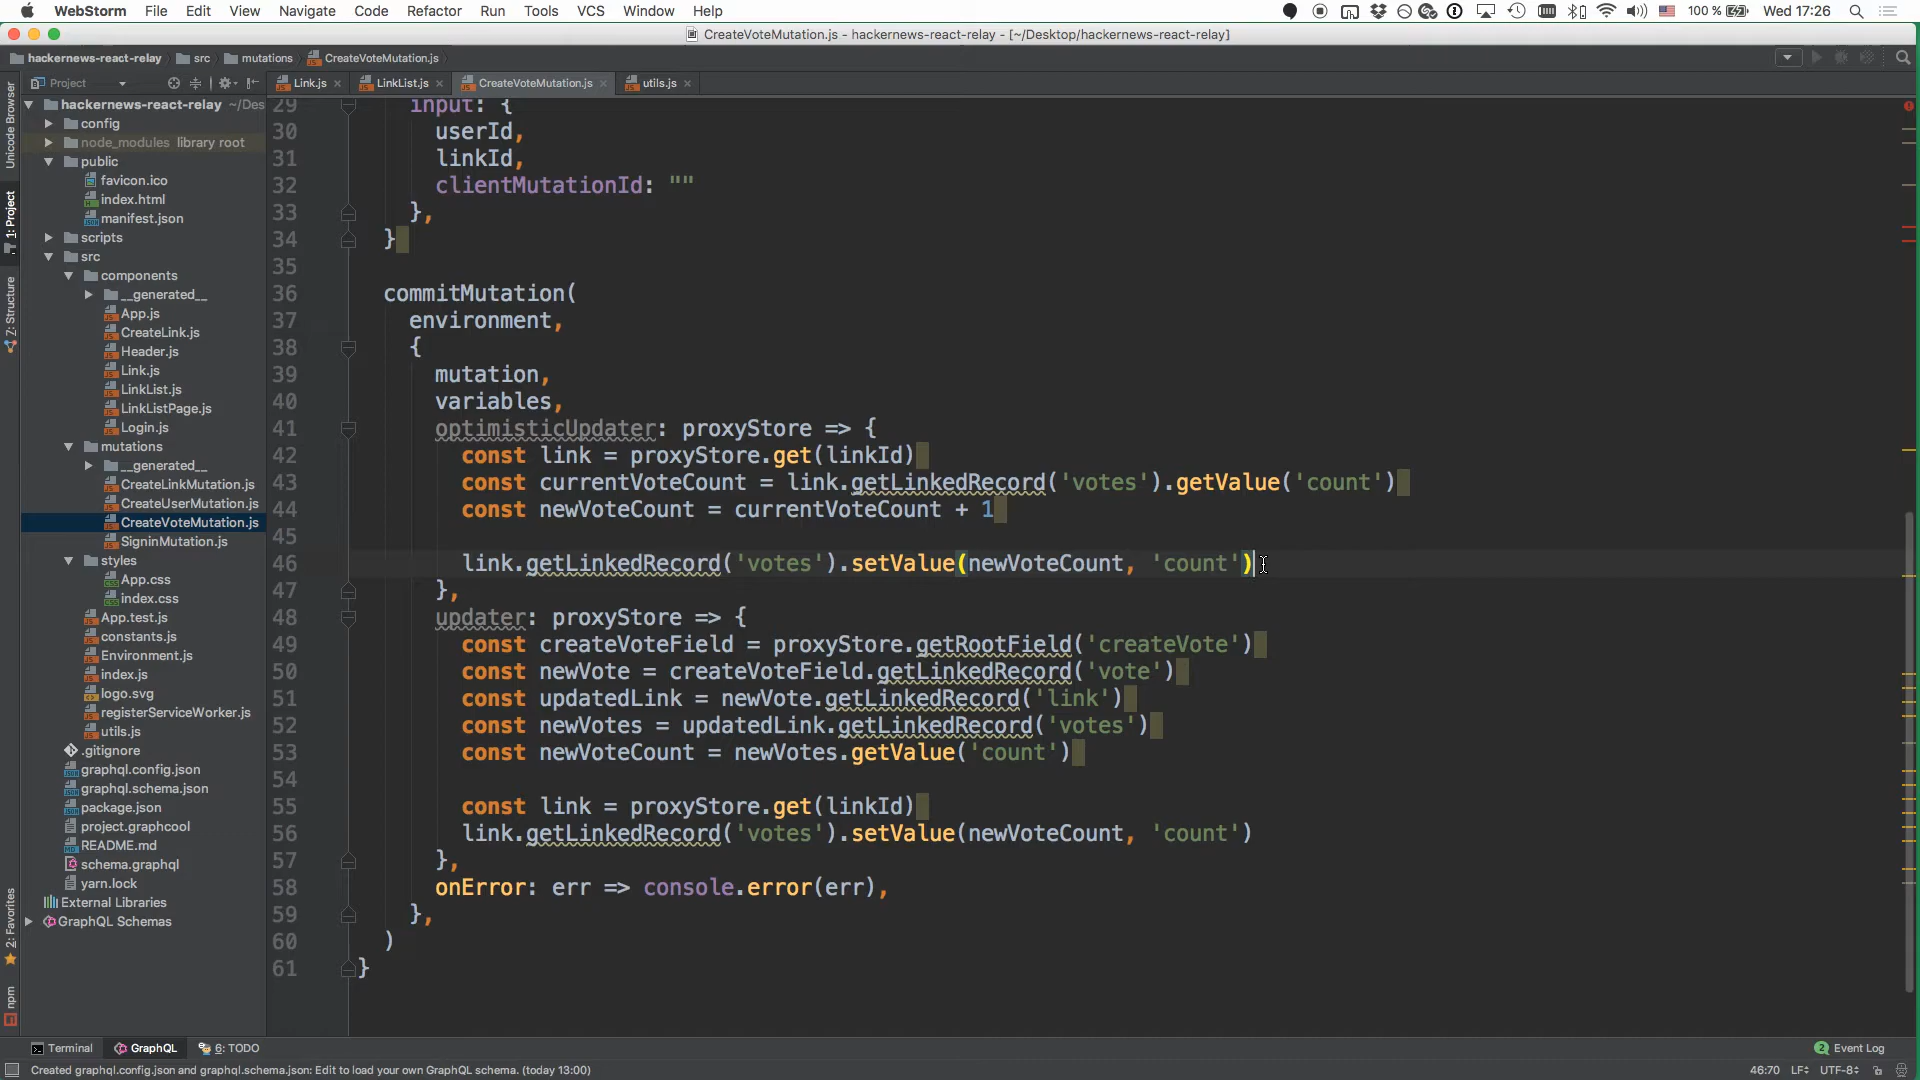 WebStorm File Edit View Navigate Code Refactor Run Tools VCS Window Help 100 % Wed 17:26
CreateVoteMutation.js - hackernews-react-relay - [~/Desktop/hackernews-react-relay]
hackernews-react-relay src mutations CreateVoteMutation.js
Project Link.js LinkList.js CreateVoteMutation.js utils.js
Unicode Browser
1: Project
7: Structure
2: Favorites
npm
hackernews-react-relay ~/Des
config
node_modules library root
public
favicon.ico
index.html
manifest.json
scripts
src
components
__generated__
App.js
CreateLink.js
Header.js
Link.js
LinkList.js
LinkListPage.js
Login.js
mutations
__generated__
CreateLinkMutation.js
CreateUserMutation.js
CreateVoteMutation.js
SigninMutation.js
styles
App.css
index.css
App.test.js
constants.js
Environment.js
index.js
logo.svg
registerServiceWorker.js
utils.js
.gitignore
graphql.config.json
graphql.schema.json
package.json
project.graphcool
README.md
schema.graphql
yarn.lock
External Libraries
GraphQL Schemas
29 input: {
30 userId,
31 linkId,
32 clientMutationId: ""
33 },
34 }
35
36 commitMutation(
37 environment,
38 {
39 mutation,
40 variables,
41 optimisticUpdater: proxyStore => {
42 const link = proxyStore.get(linkId)
43 const currentVoteCount = link.getLinkedRecord('votes').getValue('count')
44 const newVoteCount = currentVoteCount + 1
45
46 link.getLinkedRecord('votes').setValue(newVoteCount, 'count')
47 },
48 updater: proxyStore => {
49 const createVoteField = proxyStore.getRootField('createVote')
50 const newVote = createVoteField.getLinkedRecord('vote')
51 const updatedLink = newVote.getLinkedRecord('link')
52 const newVotes = updatedLink.getLinkedRecord('votes')
53 const newVoteCount = newVotes.getValue('count')
54
55 const link = proxyStore.get(linkId)
56 link.getLinkedRecord('votes').setValue(newVoteCount, 'count')
57 },
58 onError: err => console.error(err),
59 },
60 )
61 }
Terminal GraphQL 6: TODO 2 Event Log
Created graphql.config.json and graphql.schema.json: Edit to load your own GraphQL schema. (today 13:00) 46:70 LF UTF-8